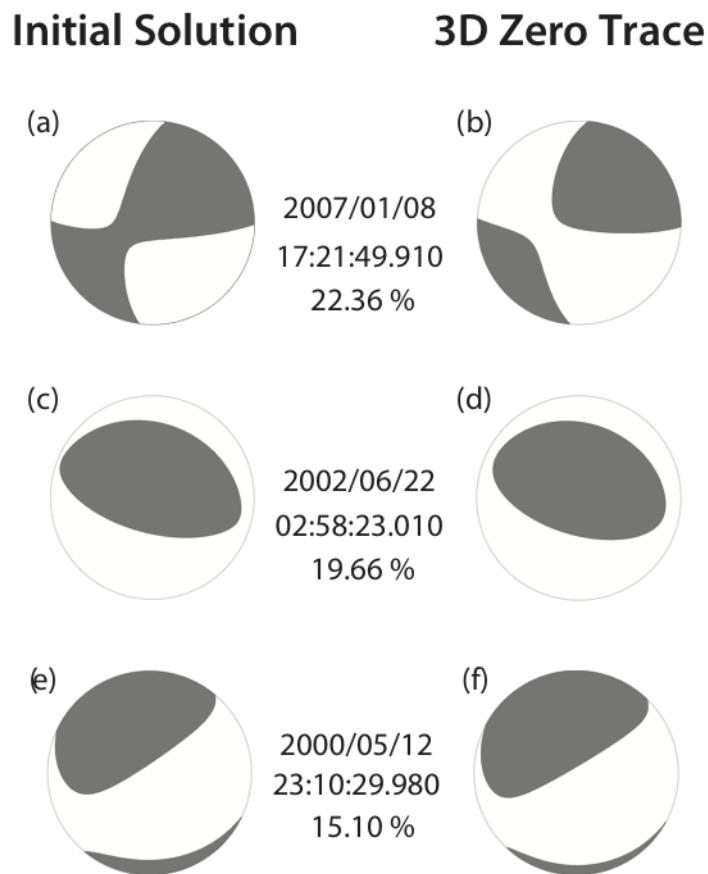 Initial Solution 3D Zero Trace
(a) (b)
2007/01/08
17:21:49.910
22.36 %
(c) (d)
2002/06/22
02:58:23.010
19.66 %
(e) (f)
2000/05/12
23:10:29.980
15.10 %